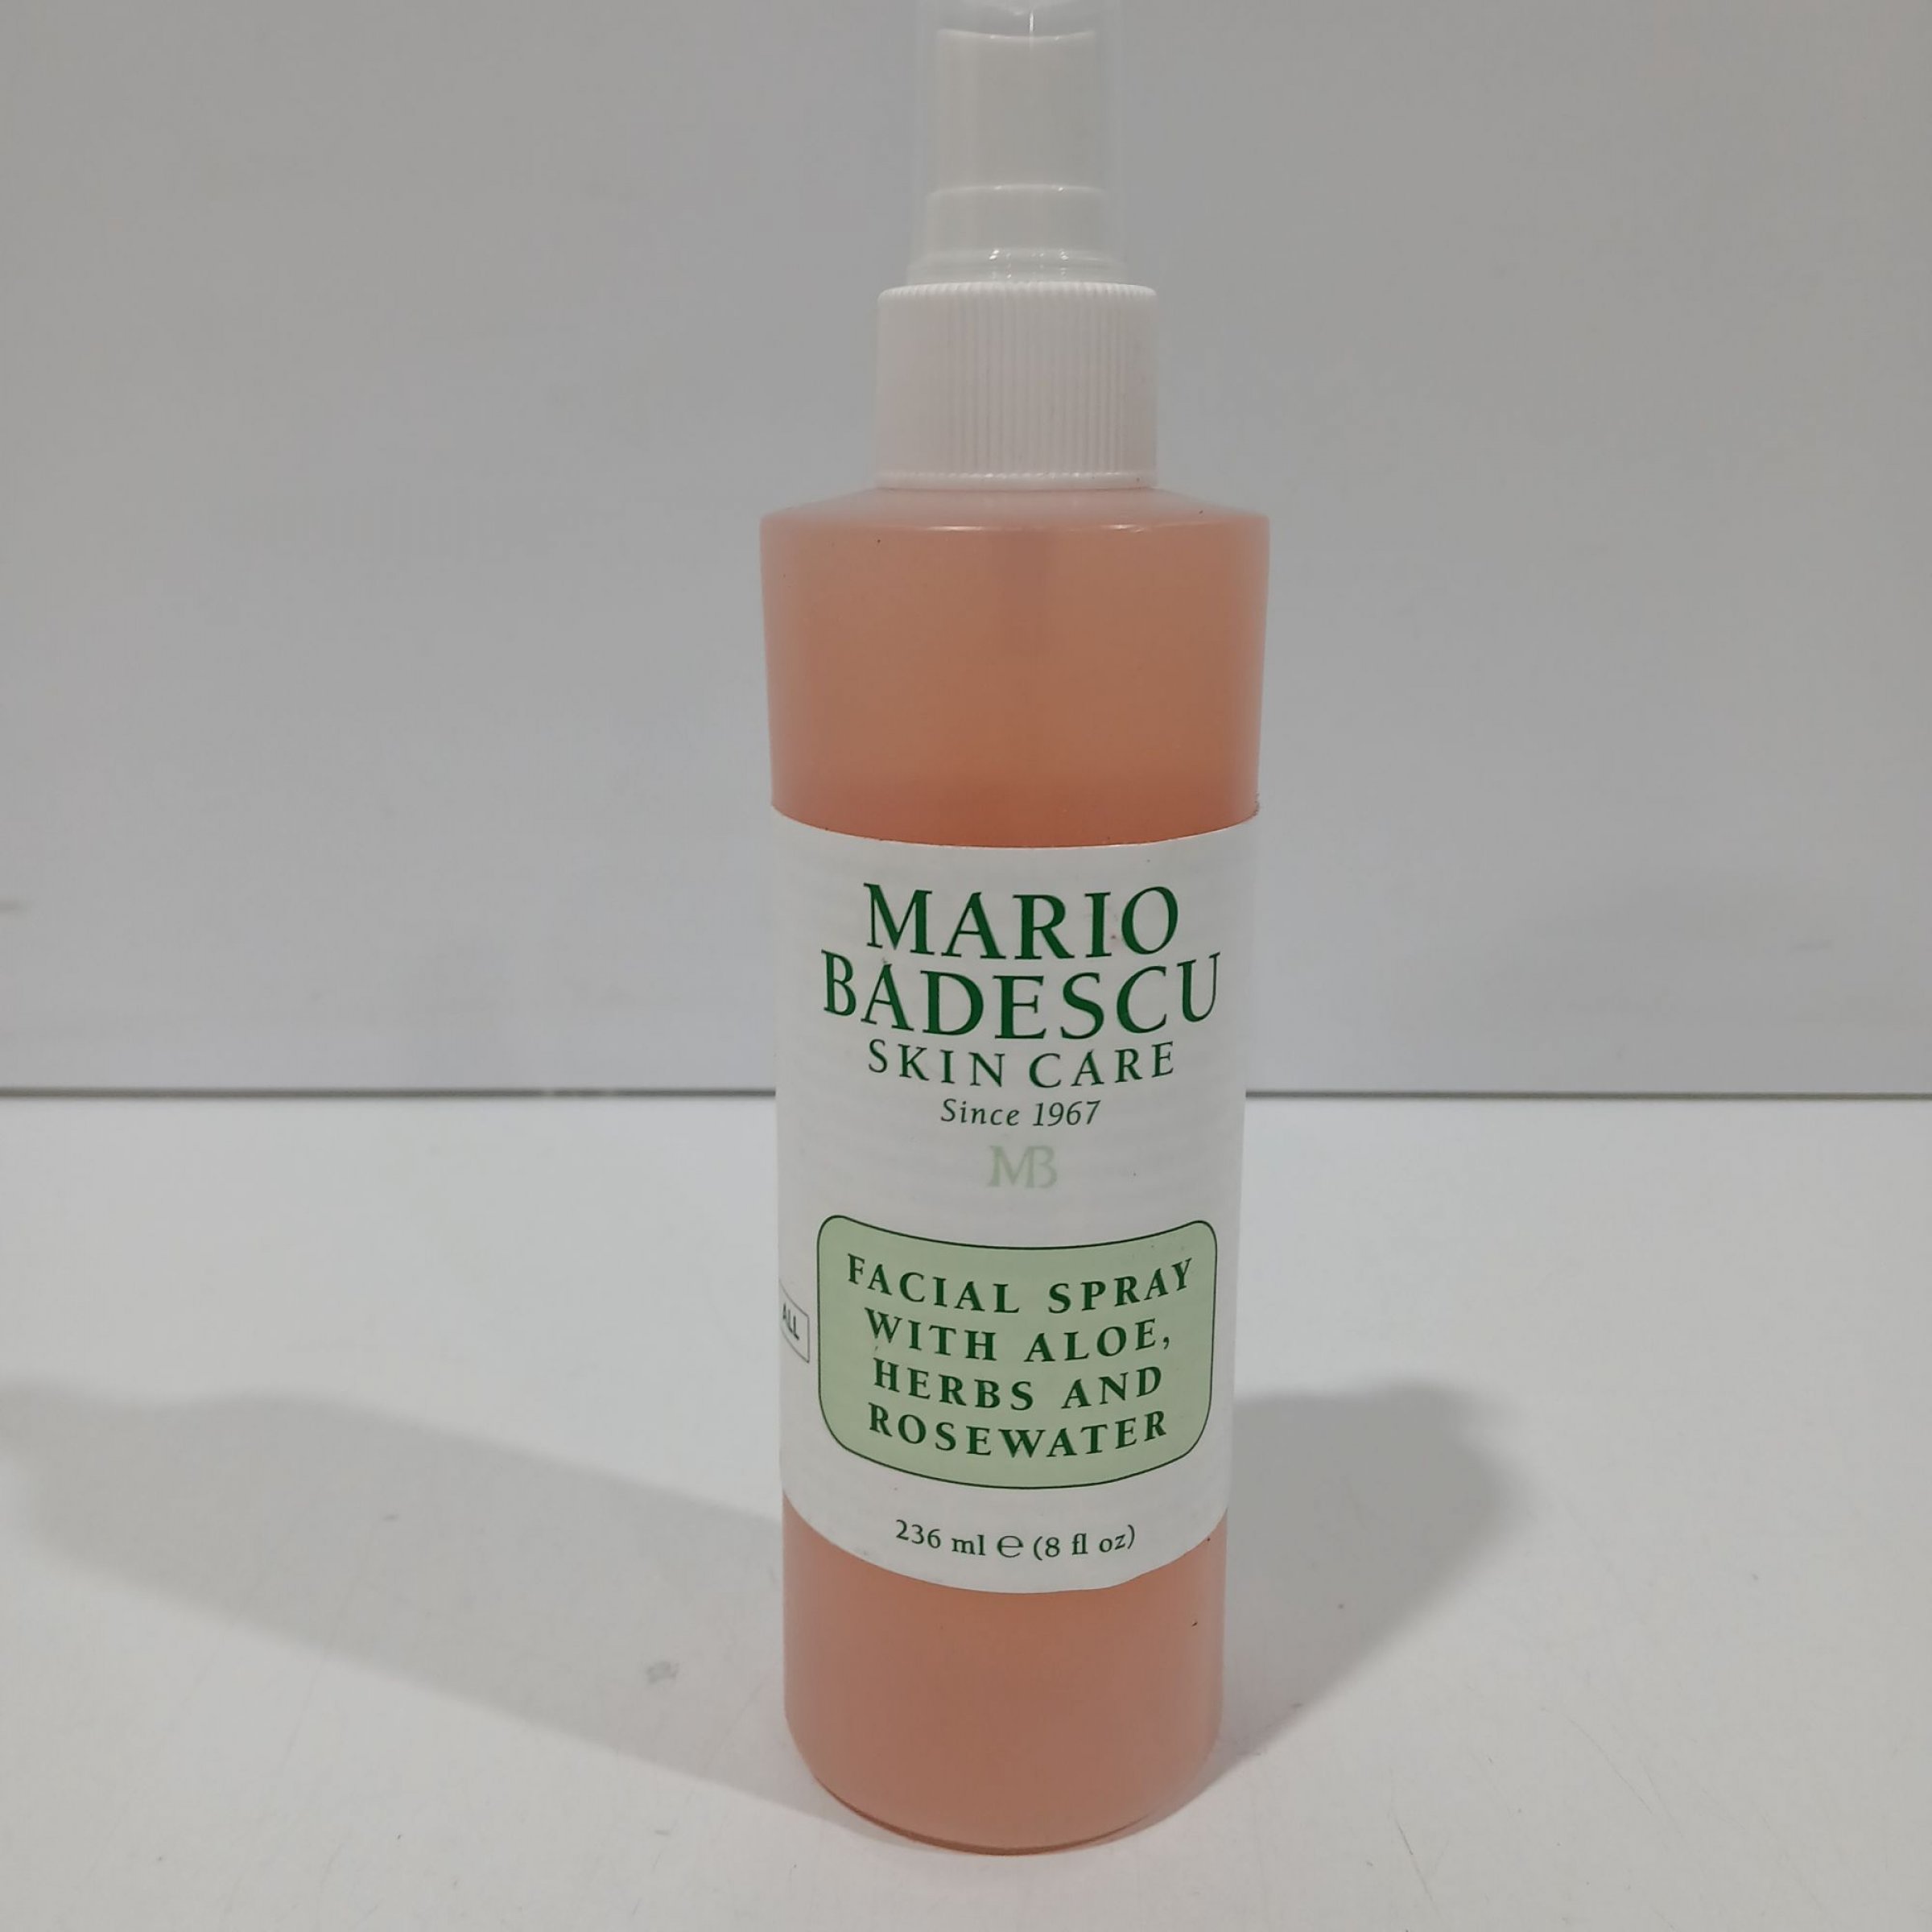 MARIO
BADESCU
SKIN CARE
Since 1967
MB
ALL
FACIAL SPRAY
WITH ALOE,
HERBS AND
ROSEWATER
236 ml ℮ (8 fl oz)